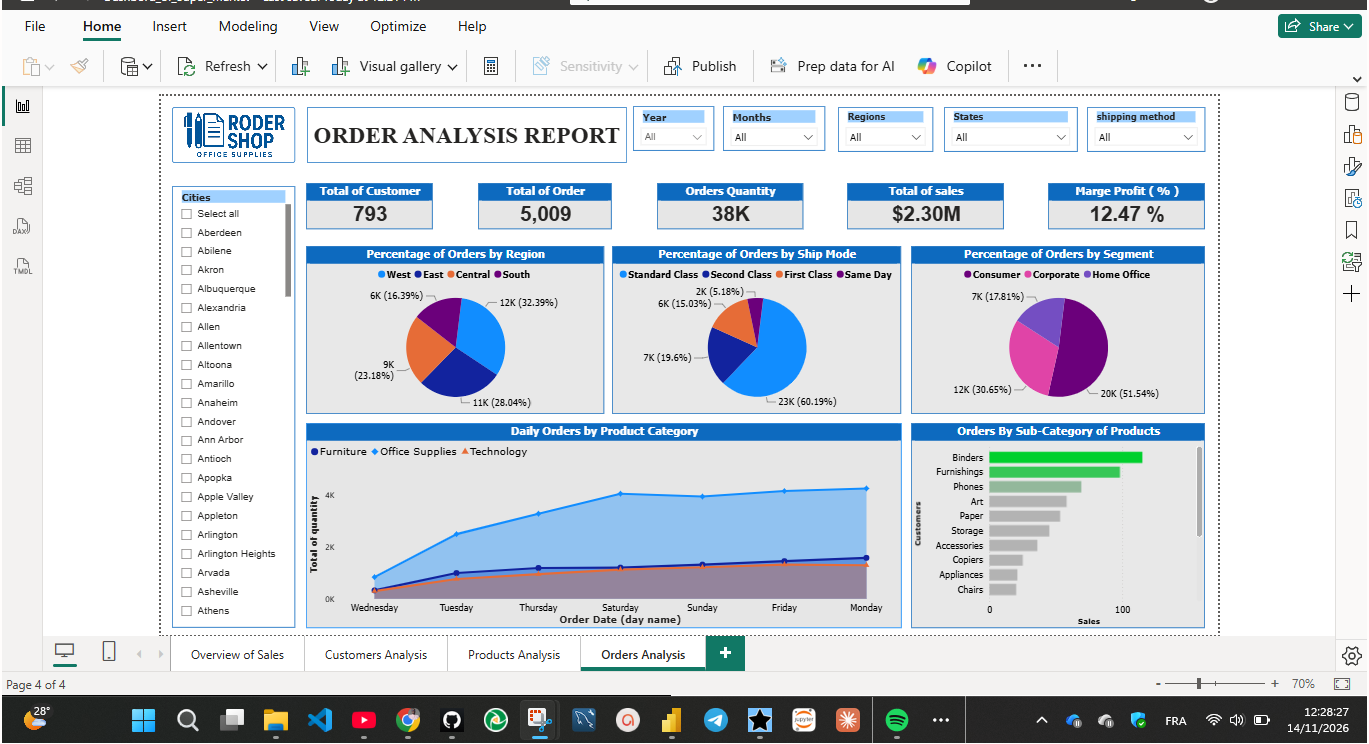 File Home Insert Modeling View Optimize Help Share
Refresh Visual gallery Sensitivity Publish Prep data for AI Copilot ...
RODER
SHOP
OFFICE SUPPLIES
ORDER ANALYSIS REPORT
Year
All
Months
All
Regions
All
States
All
shipping method
All
Cities
Select all
Aberdeen
Abilene
Akron
Albuquerque
Alexandria
Allen
Allentown
Altoona
Amarillo
Anaheim
Andover
Ann Arbor
Antioch
Apopka
Apple Valley
Appleton
Arlington
Arlington Heights
Arvada
Asheville
Athens
Total of Customer
793
Total of Order
5,009
Orders Quantity
38K
Total of sales
$2.30M
Marge Profit ( % )
12.47 %
Percentage of Orders by Region
West East Central South
6K (16.39%)
12K (32.39%)
9K
(23.18%)
11K (28.04%)
Percentage of Orders by Ship Mode
Standard Class Second Class First Class Same Day
2K (5.18%)
6K (15.03%)
7K (19.6%)
23K (60.19%)
Percentage of Orders by Segment
Consumer Corporate Home Office
7K (17.81%)
12K (30.65%)
20K (51.54%)
Daily Orders by Product Category
Furniture Office Supplies Technology
Total of quantity
4K
2K
0K
Wednesday Tuesday Thursday Saturday Sunday Friday Monday
Order Date (day name)
Orders By Sub-Category of Products
Customers
Binders
Furnishings
Phones
Art
Paper
Storage
Accessories
Copiers
Appliances
Chairs
0 100
Sales
DAX
TMDL
Overview of Sales Customers Analysis Products Analysis Orders Analysis +
Page 4 of 4
- + 70%
28°
jupyter
FRA
12:28:27
14/11/2026